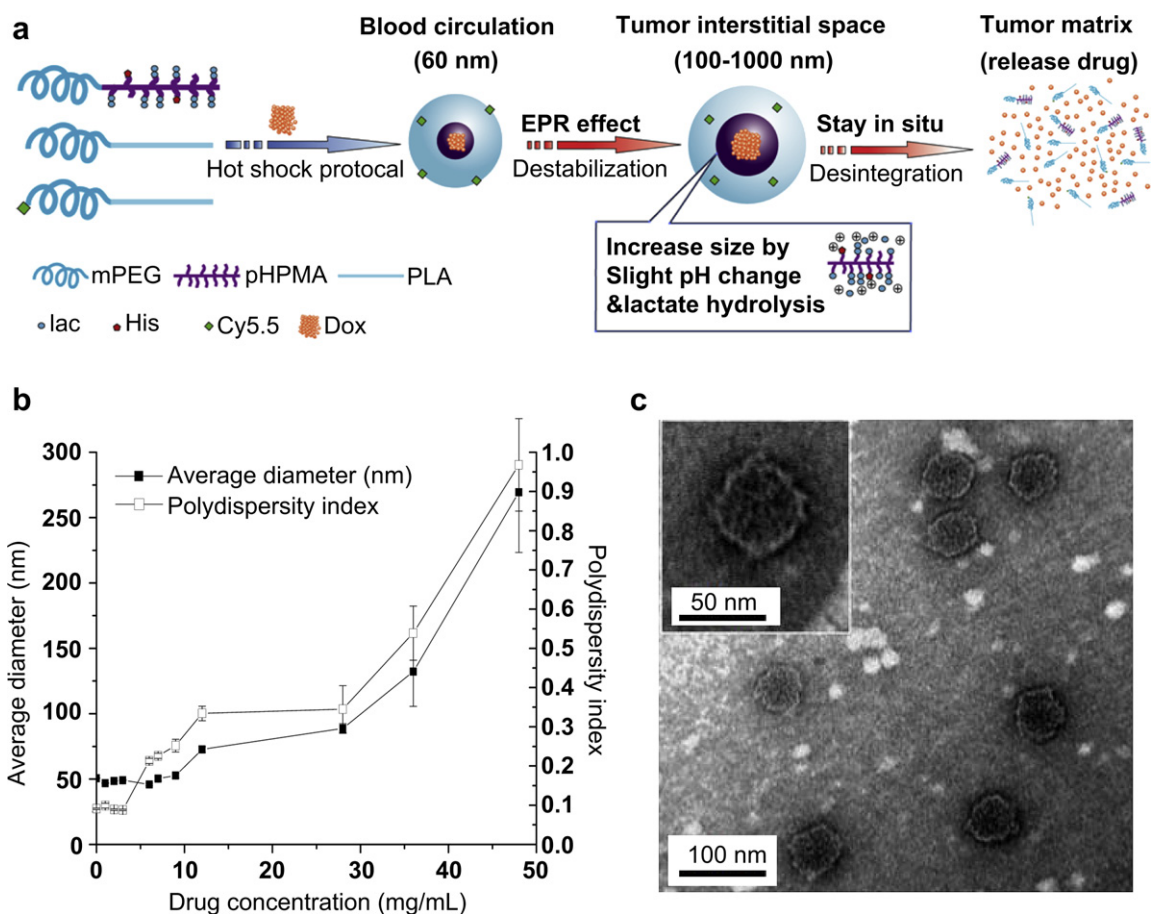 a
Blood circulation
(60 nm)
Tumor interstitial space
(100-1000 nm)
Tumor matrix
(release drug)
Hot shock protocal
EPR effect
Destabilization
Stay in situ
Desintegration
Increase size by
Slight pH change
&lactate hydrolysis
mPEG
pHPMA
PLA
lac
His
Cy5.5
Dox
b
Average diameter (nm)
Polydispersity index
300
250
200
150
100
50
0
Average diameter (nm)
1.0
0.9
0.8
0.7
0.6
0.5
0.4
0.3
0.2
0.1
0.0
Polydispersity index
0
10
20
30
40
50
Drug concentration (mg/mL)
c
50 nm
100 nm